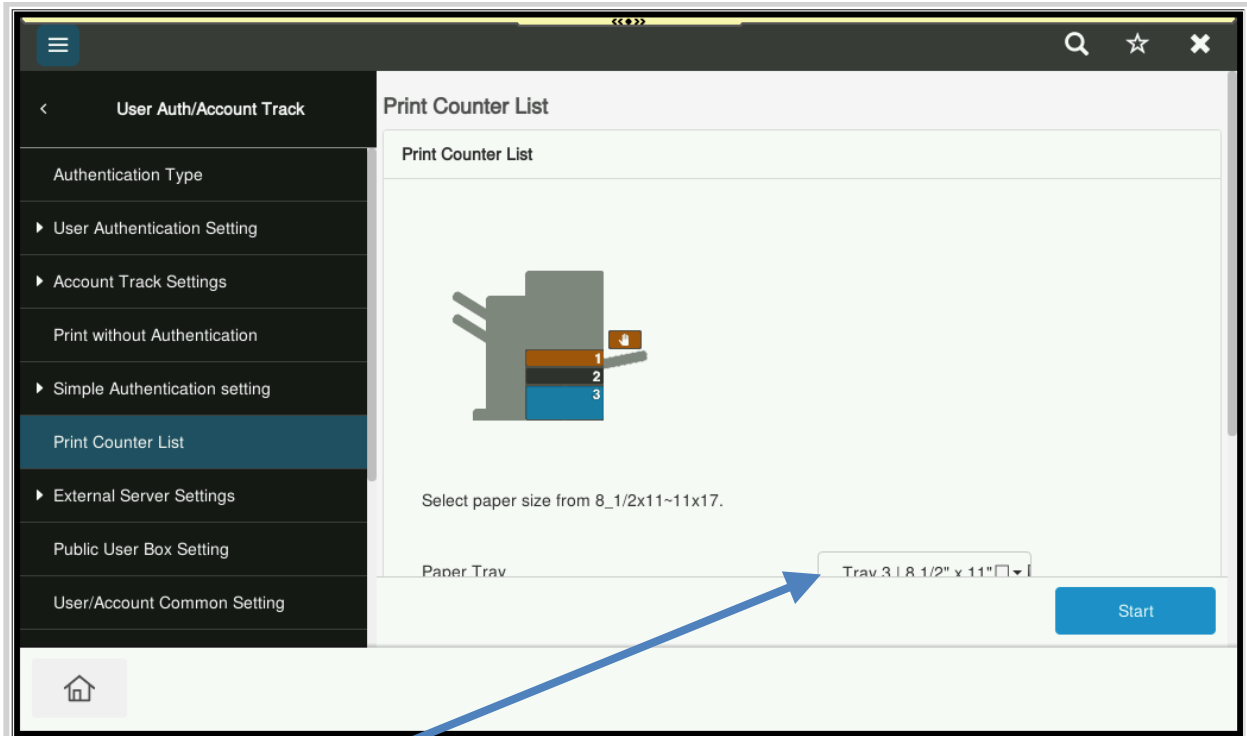 User Auth/Account Track
Authentication Type
User Authentication Setting
Account Track Settings
Print without Authentication
Simple Authentication setting
Print Counter List
External Server Settings
Public User Box Setting
User/Account Common Setting
Print Counter List
Print Counter List
1
2
3
Select paper size from 8_1/2x11~11x17.
Paper Tray
Tray 3 | 8 1/2" x 11"
Start